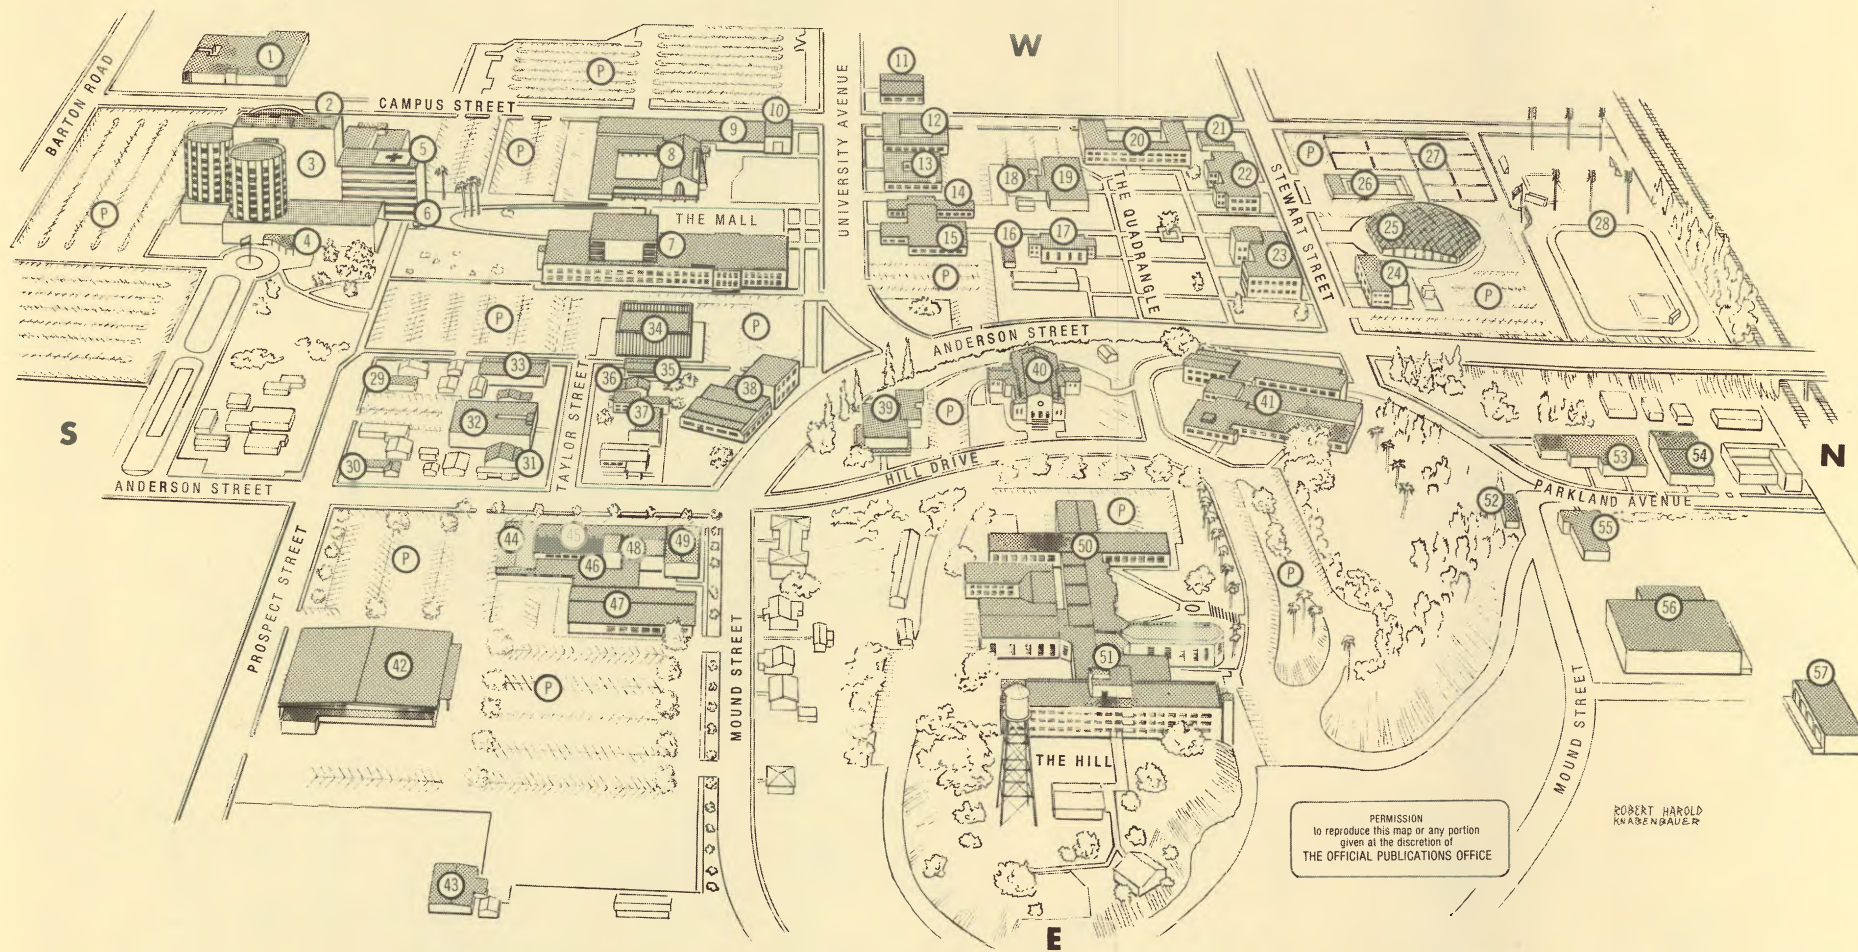 W
S
N
E
BARTON ROAD
CAMPUS STREET
UNIVERSITY AVENUE
THE MALL
THE QUADRANGLE
STEWART STREET
ANDERSON STREET
TAYLOR STREET
HILL DRIVE
ANDERSON STREET
PARKLAND AVENUE
PROSPECT STREET
MOUND STREET
THE HILL
MOUND STREET
1
2
3
4
5
6
7
8
9
10
11
12
13
14
15
16
17
18
19
20
21
22
23
24
25
26
27
28
29
30
31
32
33
34
35
36
37
38
39
40
41
42
43
44
45
46
47
48
49
50
51
52
53
54
55
56
57
P
P
P
P
P
P
P
P
P
P
P
P
P
PERMISSION
to reproduce this map or any portion
given at the discretion of
THE OFFICIAL PUBLICATIONS OFFICE
ROBERT HAROLD
KNABENBAUER